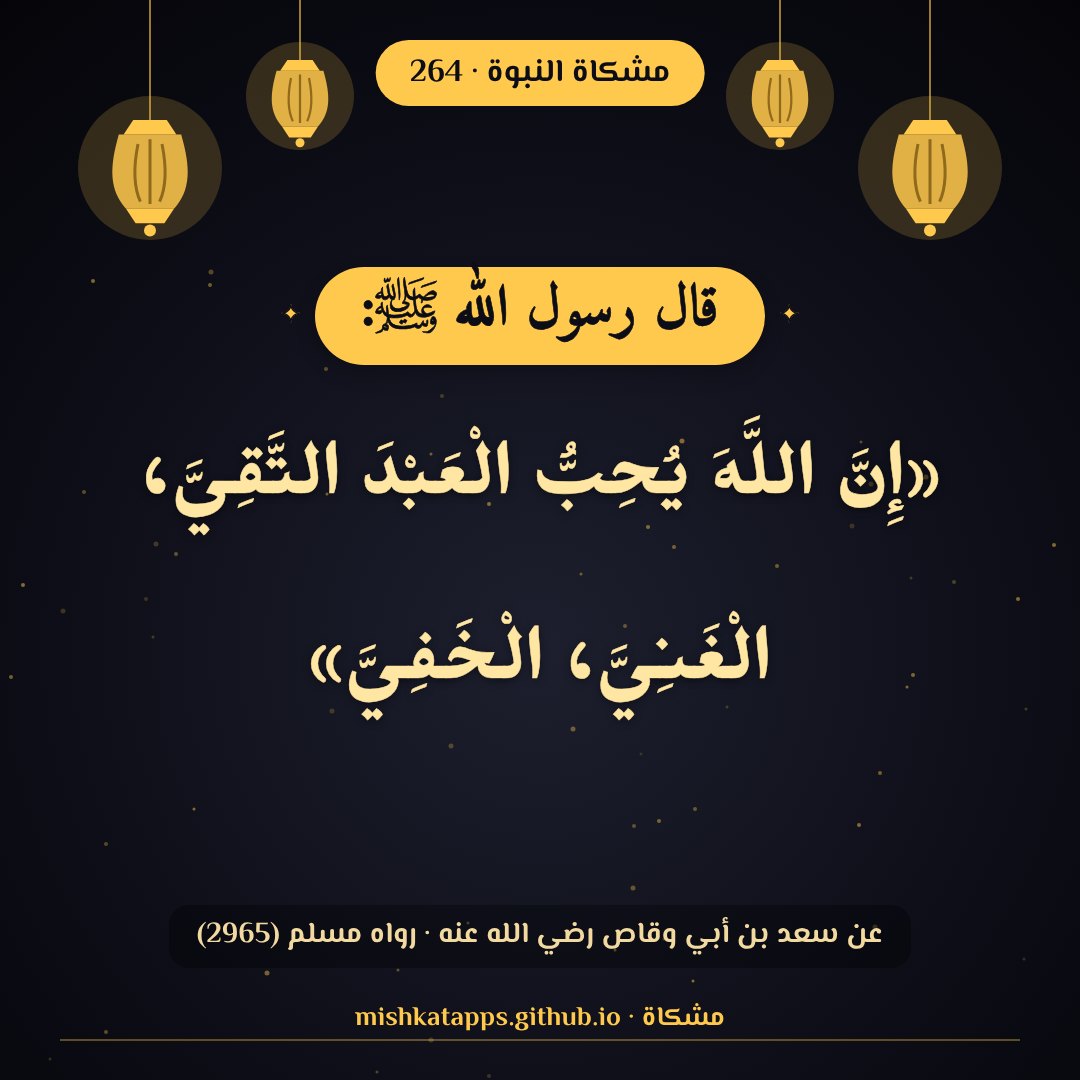 مشكاة النبوة · 264
قال رسول الله ﷺ:
«إِنَّ اللَّهَ يُحِبُّ الْعَبْدَ التَّقِيَّ،
الْغَنِيَّ، الْخَفِيَّ»
عن سعد بن أبي وقاص رضي الله عنه · رواه مسلم (2965)
مشكاة · mishkatapps.github.io